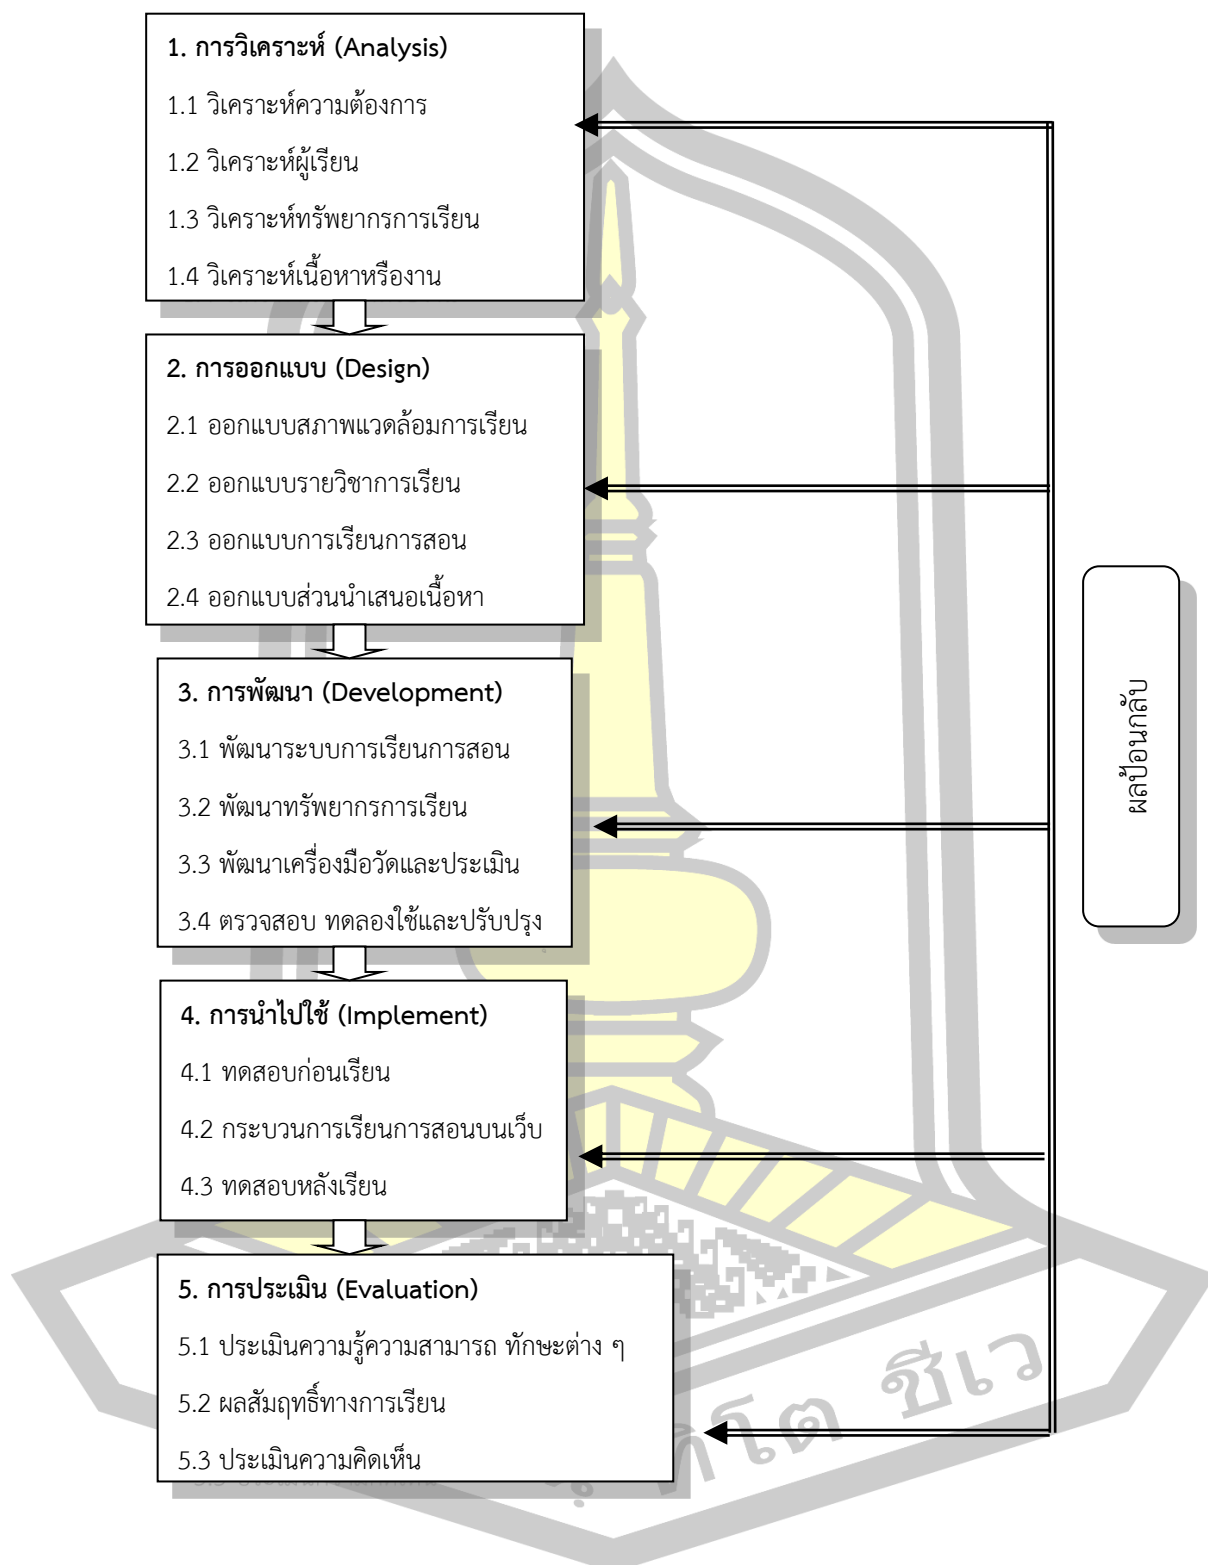 1. การวิเคราะห์ (Analysis)
1.1 วิเคราะห์ความต้องการ
1.2 วิเคราะห์ผู้เรียน
1.3 วิเคราะห์ทรัพยากรการเรียน
1.4 วิเคราะห์เนื้อหาหรืองาน
2. การออกแบบ (Design)
2.1 ออกแบบสภาพแวดล้อมการเรียน
2.2 ออกแบบรายวิชาการเรียน
2.3 ออกแบบการเรียนการสอน
2.4 ออกแบบส่วนนำเสนอเนื้อหา
3. การพัฒนา (Development)
3.1 พัฒนาระบบการเรียนการสอน
3.2 พัฒนาทรัพยากรการเรียน
3.3 พัฒนาเครื่องมือวัดและประเมิน
3.4 ตรวจสอบ ทดลองใช้และปรับปรุง
4. การนำไปใช้ (Implement)
4.1 ทดสอบก่อนเรียน
4.2 กระบวนการเรียนการสอนบนเว็บ
4.3 ทดสอบหลังเรียน
5. การประเมิน (Evaluation)
5.1 ประเมินความรู้ความสามารถ ทักษะต่าง ๆ
5.2 ผลสัมฤทธิ์ทางการเรียน
5.3 ประเมินความคิดเห็น
ผลป้อนกลับ
ชีเว